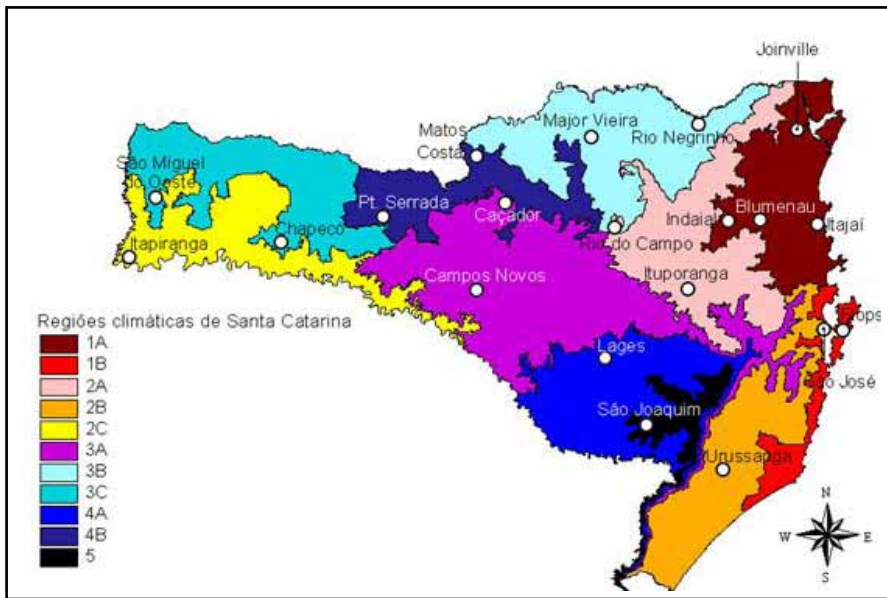 Joinville
Matos
Costa
Major Vieira
Rio Negrinho
São Miguel
do Oeste
Pt. Serrada
Caçador
Indaial
Blumenau
Itajaí
Chapecó
Itapiranga
Rio do Campo
Campos Novos
Ituporanga
Regiões climáticas de Santa Catarina
Flops
São José
Lages
São Joaquim
Urussanga
1A
1B
2A
2B
2C
3A
3B
3C
4A
4B
5
N
W
E
S